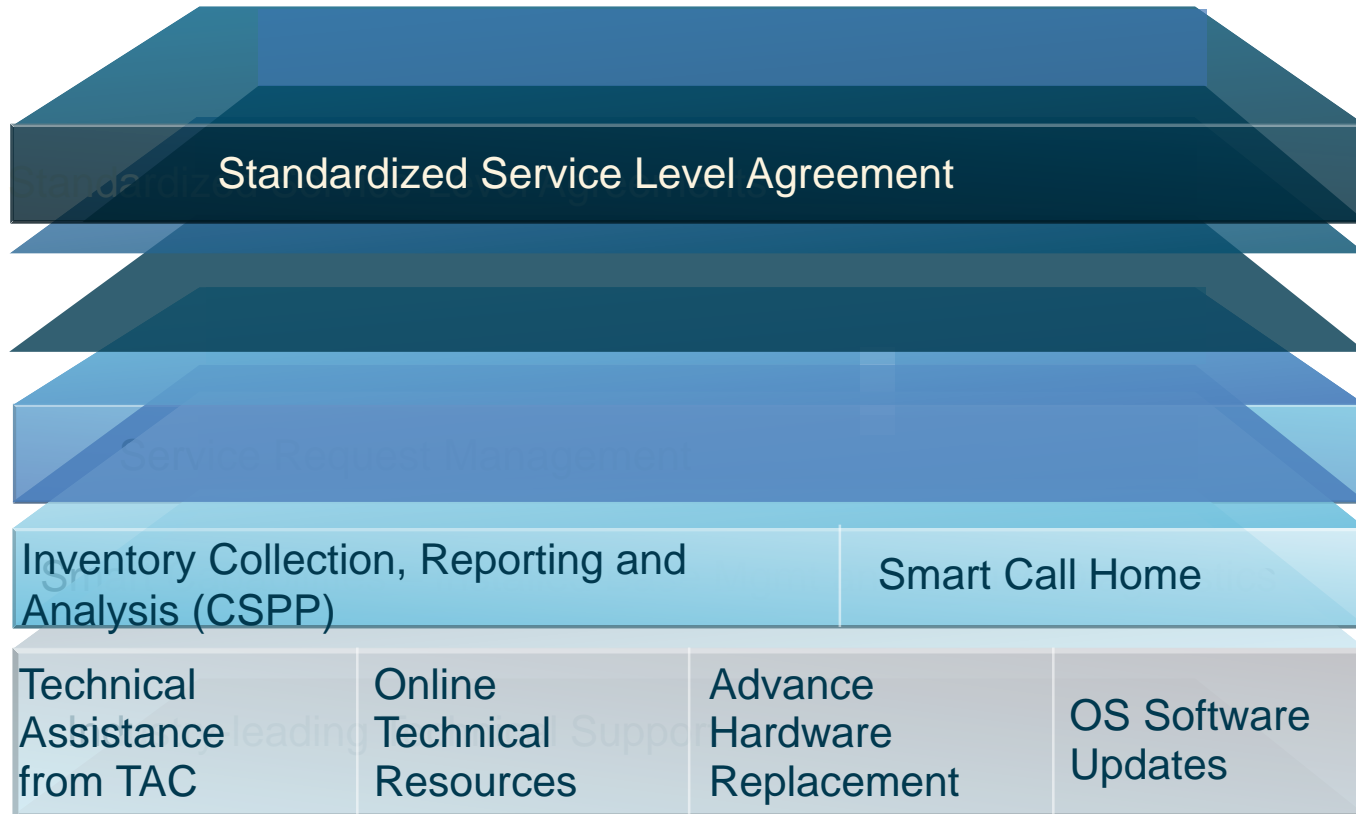 Standardized Service Level Agreement
Service Request Management
Inventory Collection, Reporting and
Analysis (CSPP)
Smart Call Home
Technical
Assistance
from TAC
Online
Technical
Resources
Advance
Hardware
Replacement
OS Software
Updates